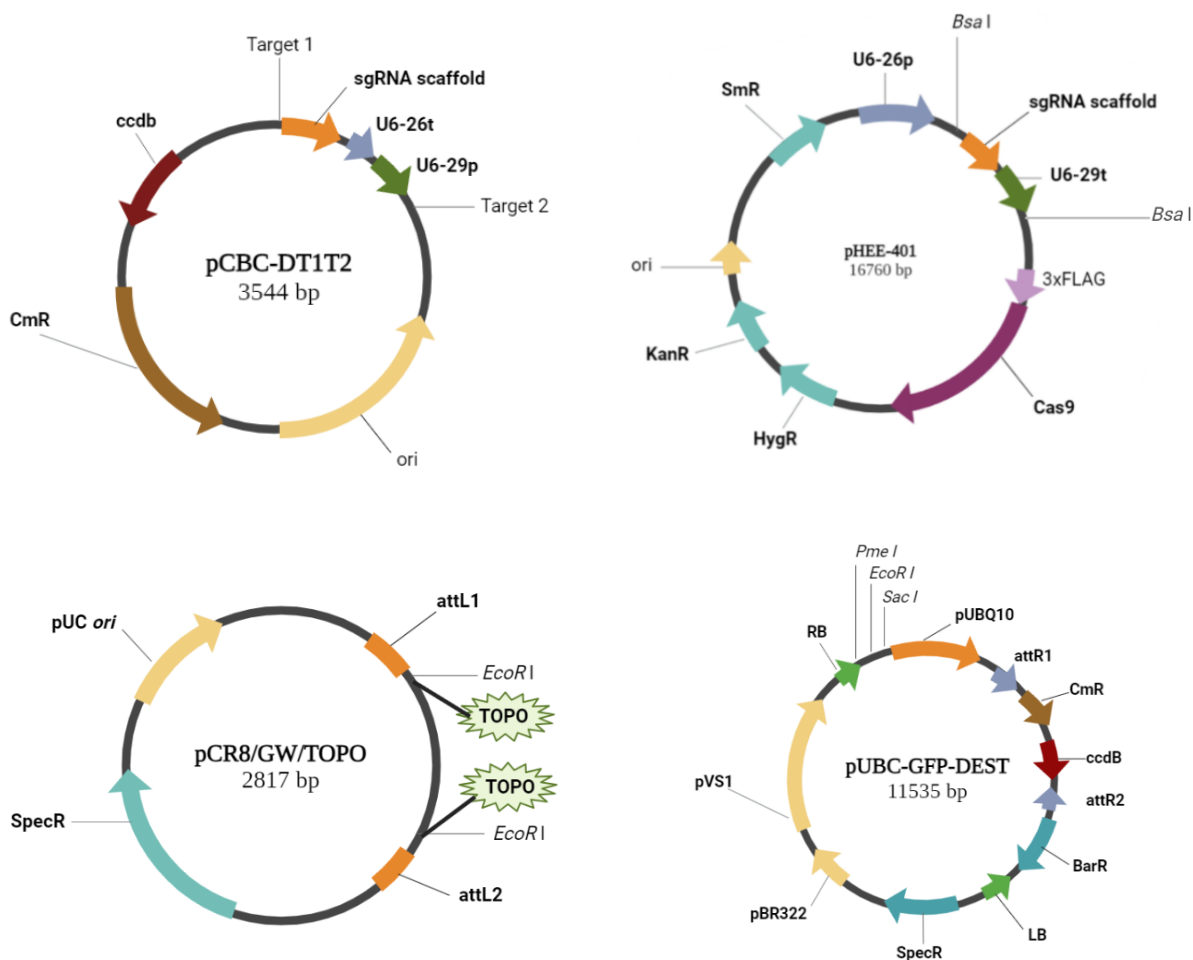 Target 1
sgRNA scaffold
U6-26t
U6-29p
Target 2
ccdb
pCBC-DT1T2
3544 bp
CmR
ori
Bsa I
U6-26p
SmR
sgRNA scaffold
U6-29t
Bsa I
pHEE-401
16760 bp
ori
3xFLAG
KanR
Cas9
HygR
attL1
pUC ori
EcoR I
TOPO
pCR8/GW/TOPO
2817 bp
TOPO
SpecR
EcoR I
attL2
Pme I
EcoR I
Sac I
pUBQ10
RB
attR1
CmR
pUBC-GFP-DEST
11535 bp
ccdB
pVS1
attR2
BarR
pBR322
LB
SpecR